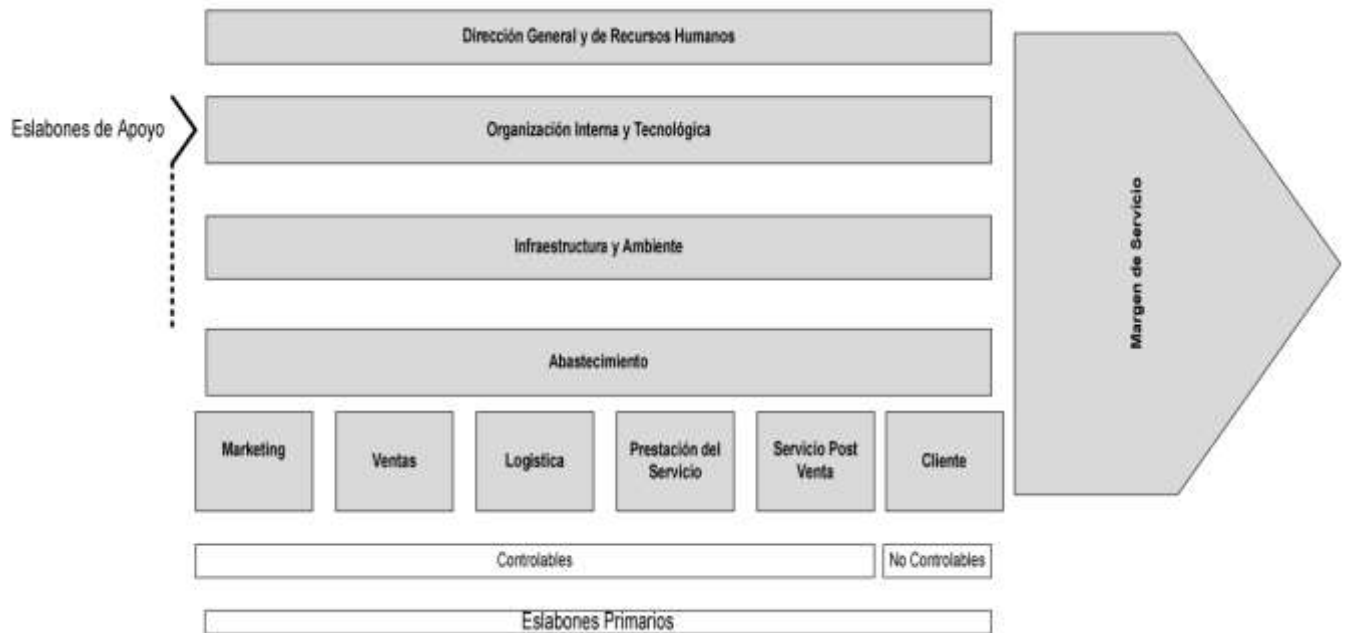 Dirección General y de Recursos Humanos
Eslabones de Apoyo
Organización Interna y Tecnológica
Infraestructura y Ambiente
Margen de Servicio
Abastecimiento
Marketing
Ventas
Logística
Prestación del
Servicio
Servicio Post
Venta
Cliente
Controlables
No Controlables
Eslabones Primarios